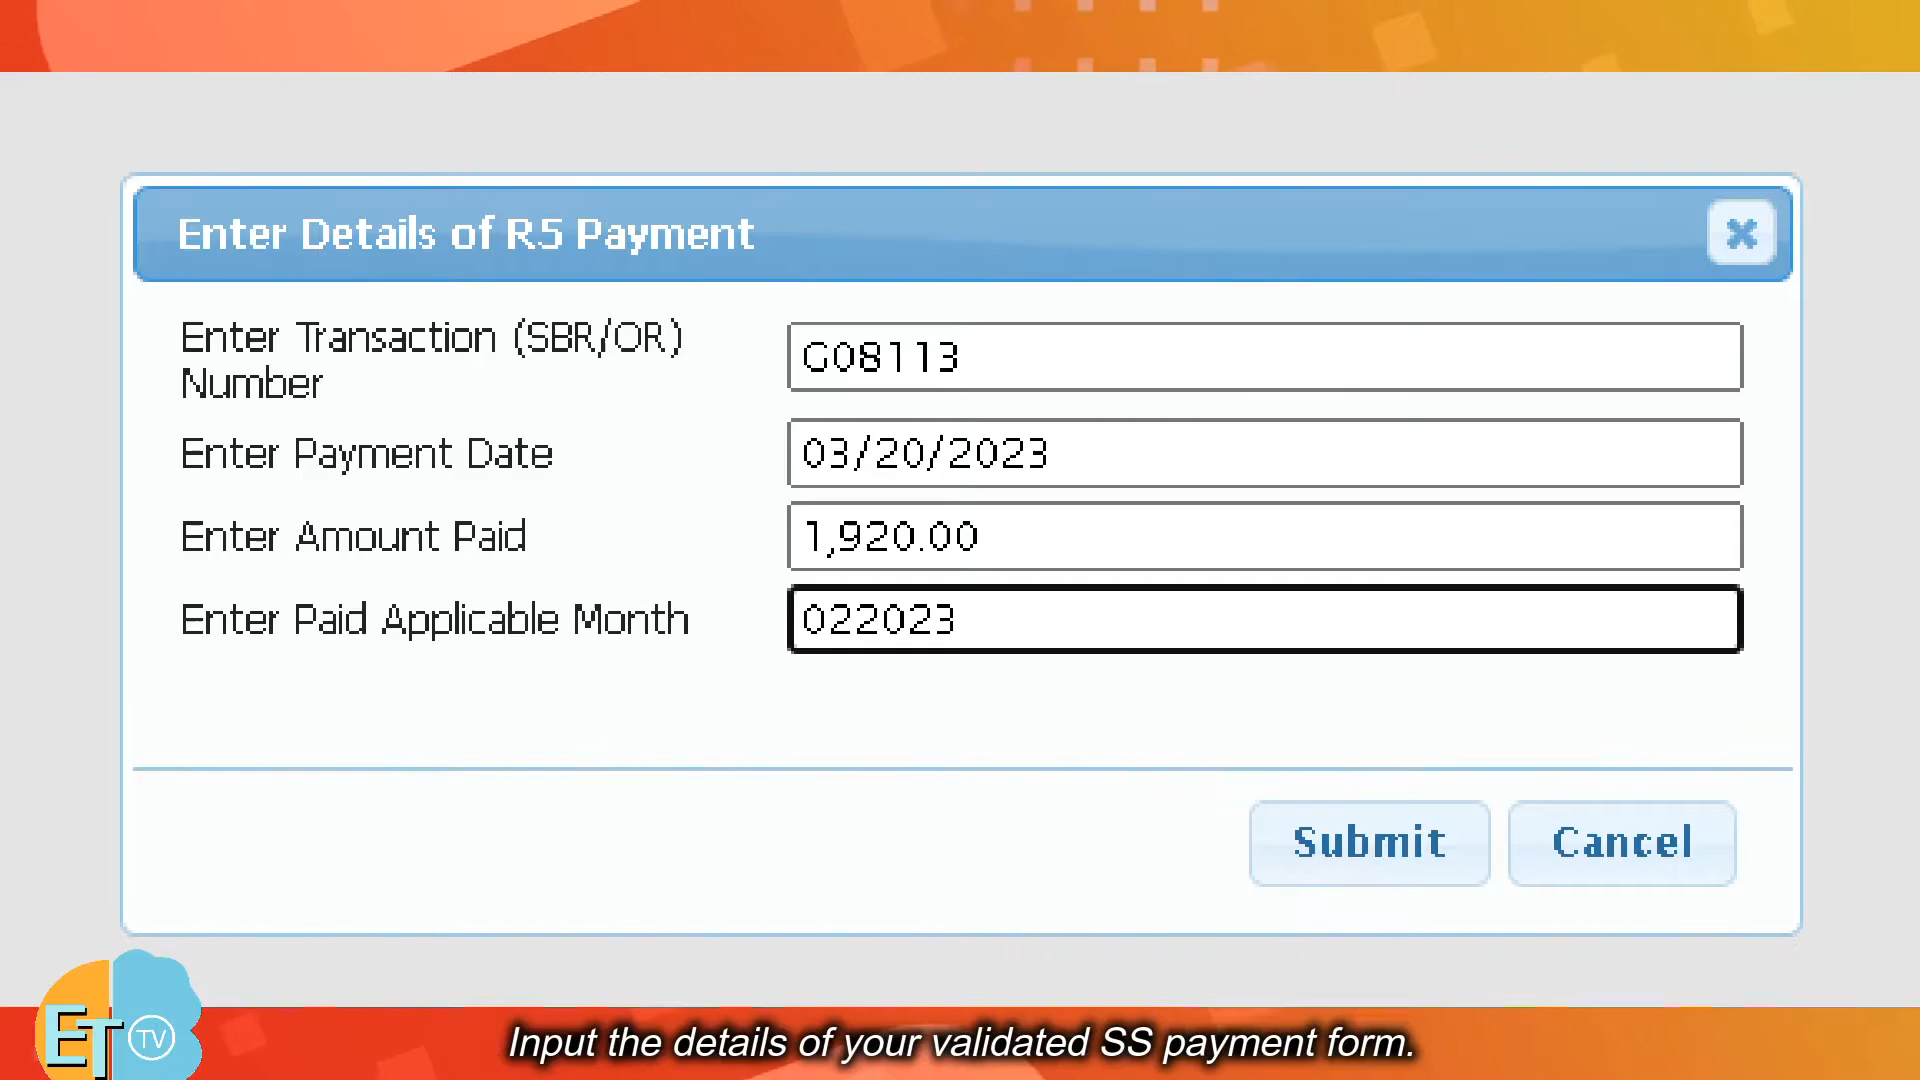 Enter Details of R5 Payment
Enter Transaction (SBR/OR)
Number
G08113
Enter Payment Date
03/20/2023
Enter Amount Paid
1,920.00
Enter Paid Applicable Month
022023
Submit
Cancel
ET TV
Input the details of your validated SS payment form.